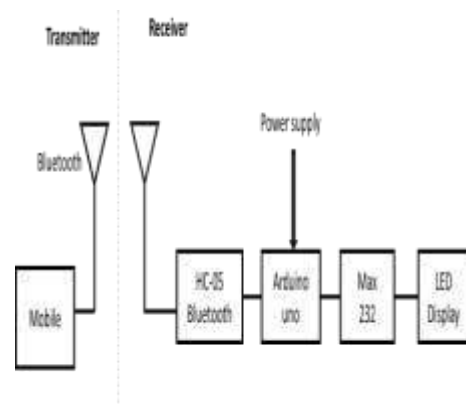 Transmitter
Receiver
Bluetooth
Power supply
Mobile
HC-05
Bluetooth
Arduino
uno
Max
232
LED
Display